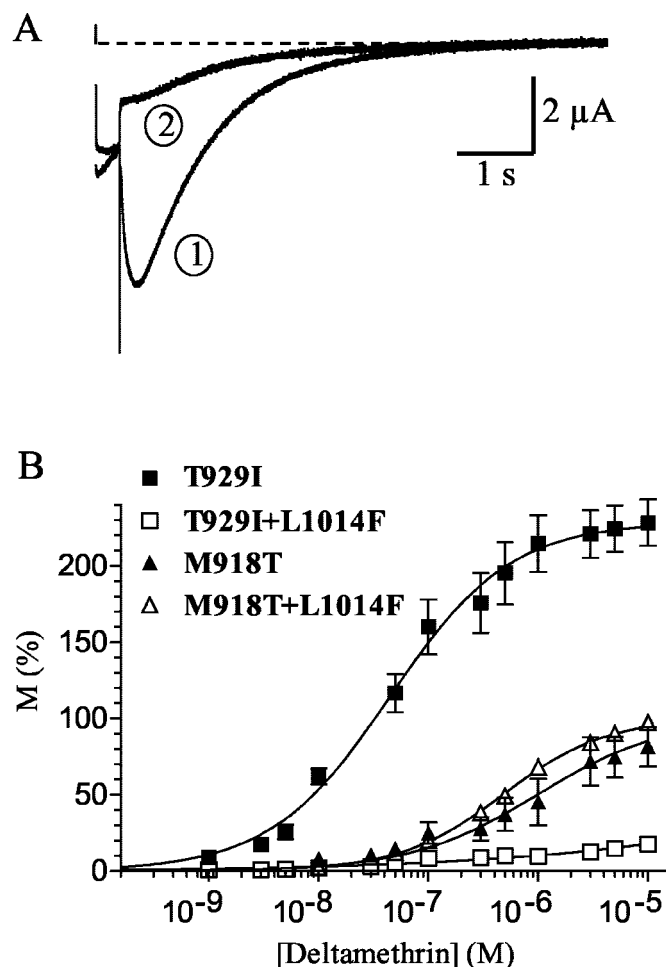 A
2
1
2 µA
1 s
B
T929I
T929I+L1014F
M918T
M918T+L1014F
M (%)
200
150
100
50
0
10-9 10-8 10-7 10-6 10-5
[Deltamethrin] (M)